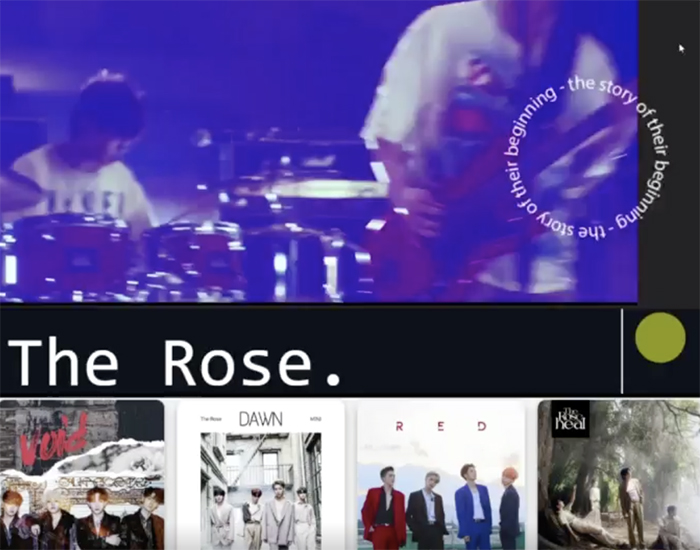 the story of their beginning - the story of their beginning -
The Rose.
void
The Rose
DAWN
RED
The
Rose
heal